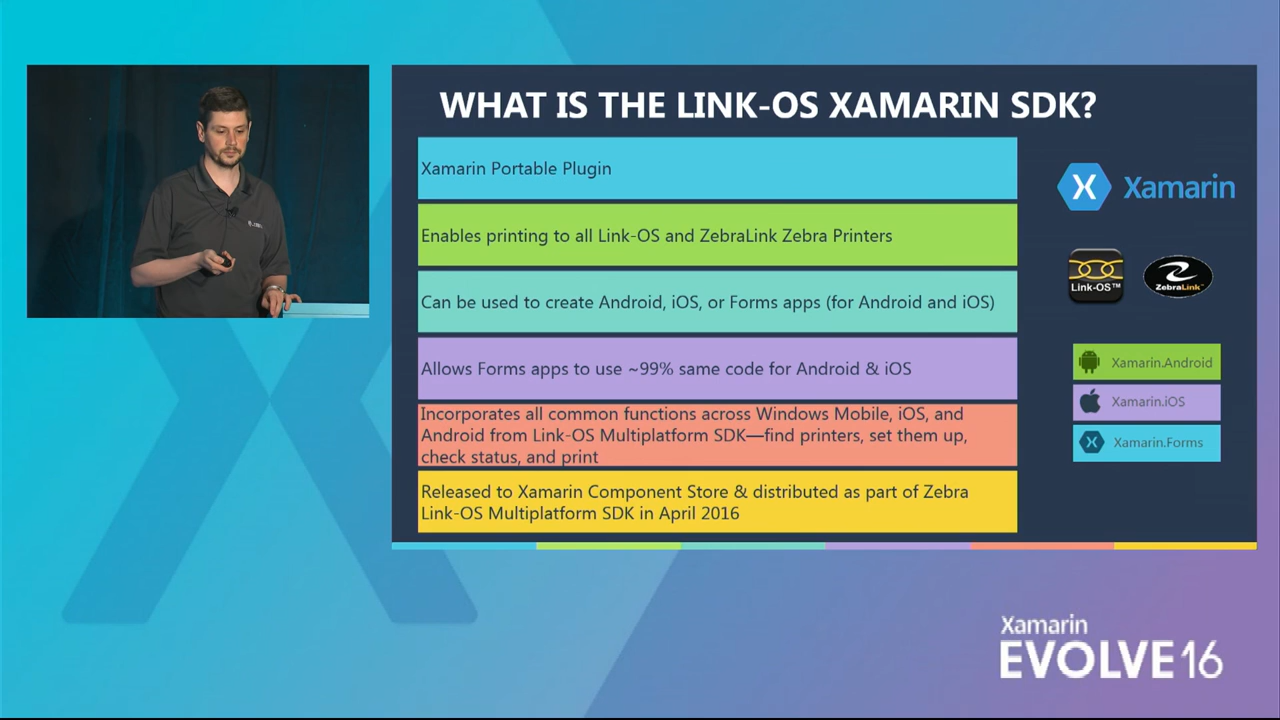 WHAT IS THE LINK-OS XAMARIN SDK?
Xamarin Portable Plugin
Enables printing to all Link-OS and ZebraLink Zebra Printers
Can be used to create Android, iOS, or Forms apps (for Android and iOS)
Allows Forms apps to use ~99% same code for Android & iOS
Incorporates all common functions across Windows Mobile, iOS, and
Android from Link-OS Multiplatform SDK—find printers, set them up,
check status, and print
Released to Xamarin Component Store & distributed as part of Zebra
Link-OS Multiplatform SDK in April 2016
Xamarin
Link-OS™
ZebraLink™
Xamarin.Android
Xamarin.iOS
Xamarin.Forms
Xamarin
EVOLVE16